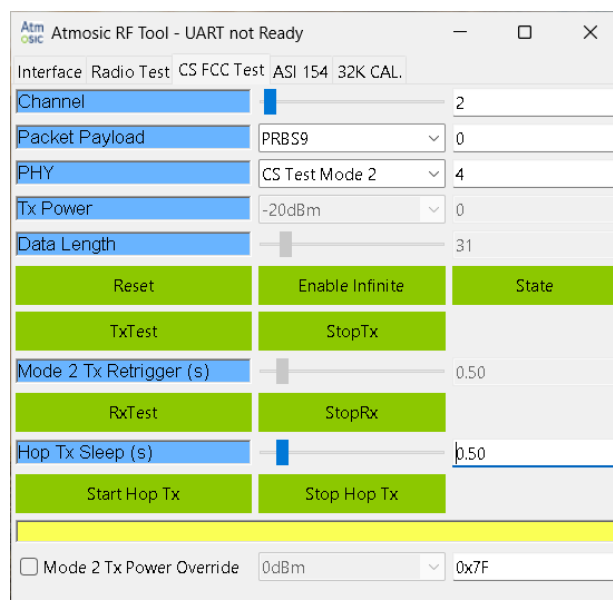 Atmosic Atmosic RF Tool - UART not Ready
Interface Radio Test CS FCC Test ASI 154 32K CAL.
Channel 2
Packet Payload PRBS9 0
PHY CS Test Mode 2 4
Tx Power -20dBm 0
Data Length 31
Reset Enable Infinite State
TxTest StopTx
Mode 2 Tx Retrigger (s) 0.50
RxTest StopRx
Hop Tx Sleep (s) 0.50
Start Hop Tx Stop Hop Tx
Mode 2 Tx Power Override 0dBm 0x7F